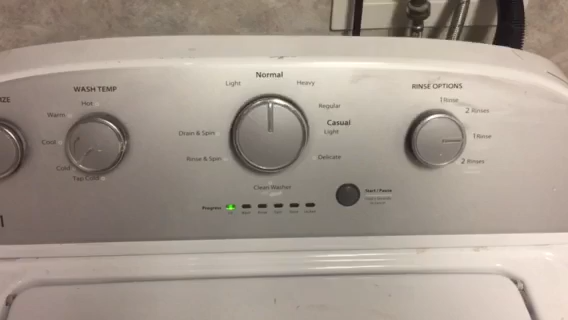 IZE
WASH TEMP
Hot
Warm
Cool
Cold
Tap Cold
Normal
Light
Heavy
Regular
Casual
Light
Delicate
Drain & Spin
Rinse & Spin
Clean Washer
Progress
Start / Pause
RINSE OPTIONS
1 Rinse
2 Rinses
1 Rinse
2 Rinses